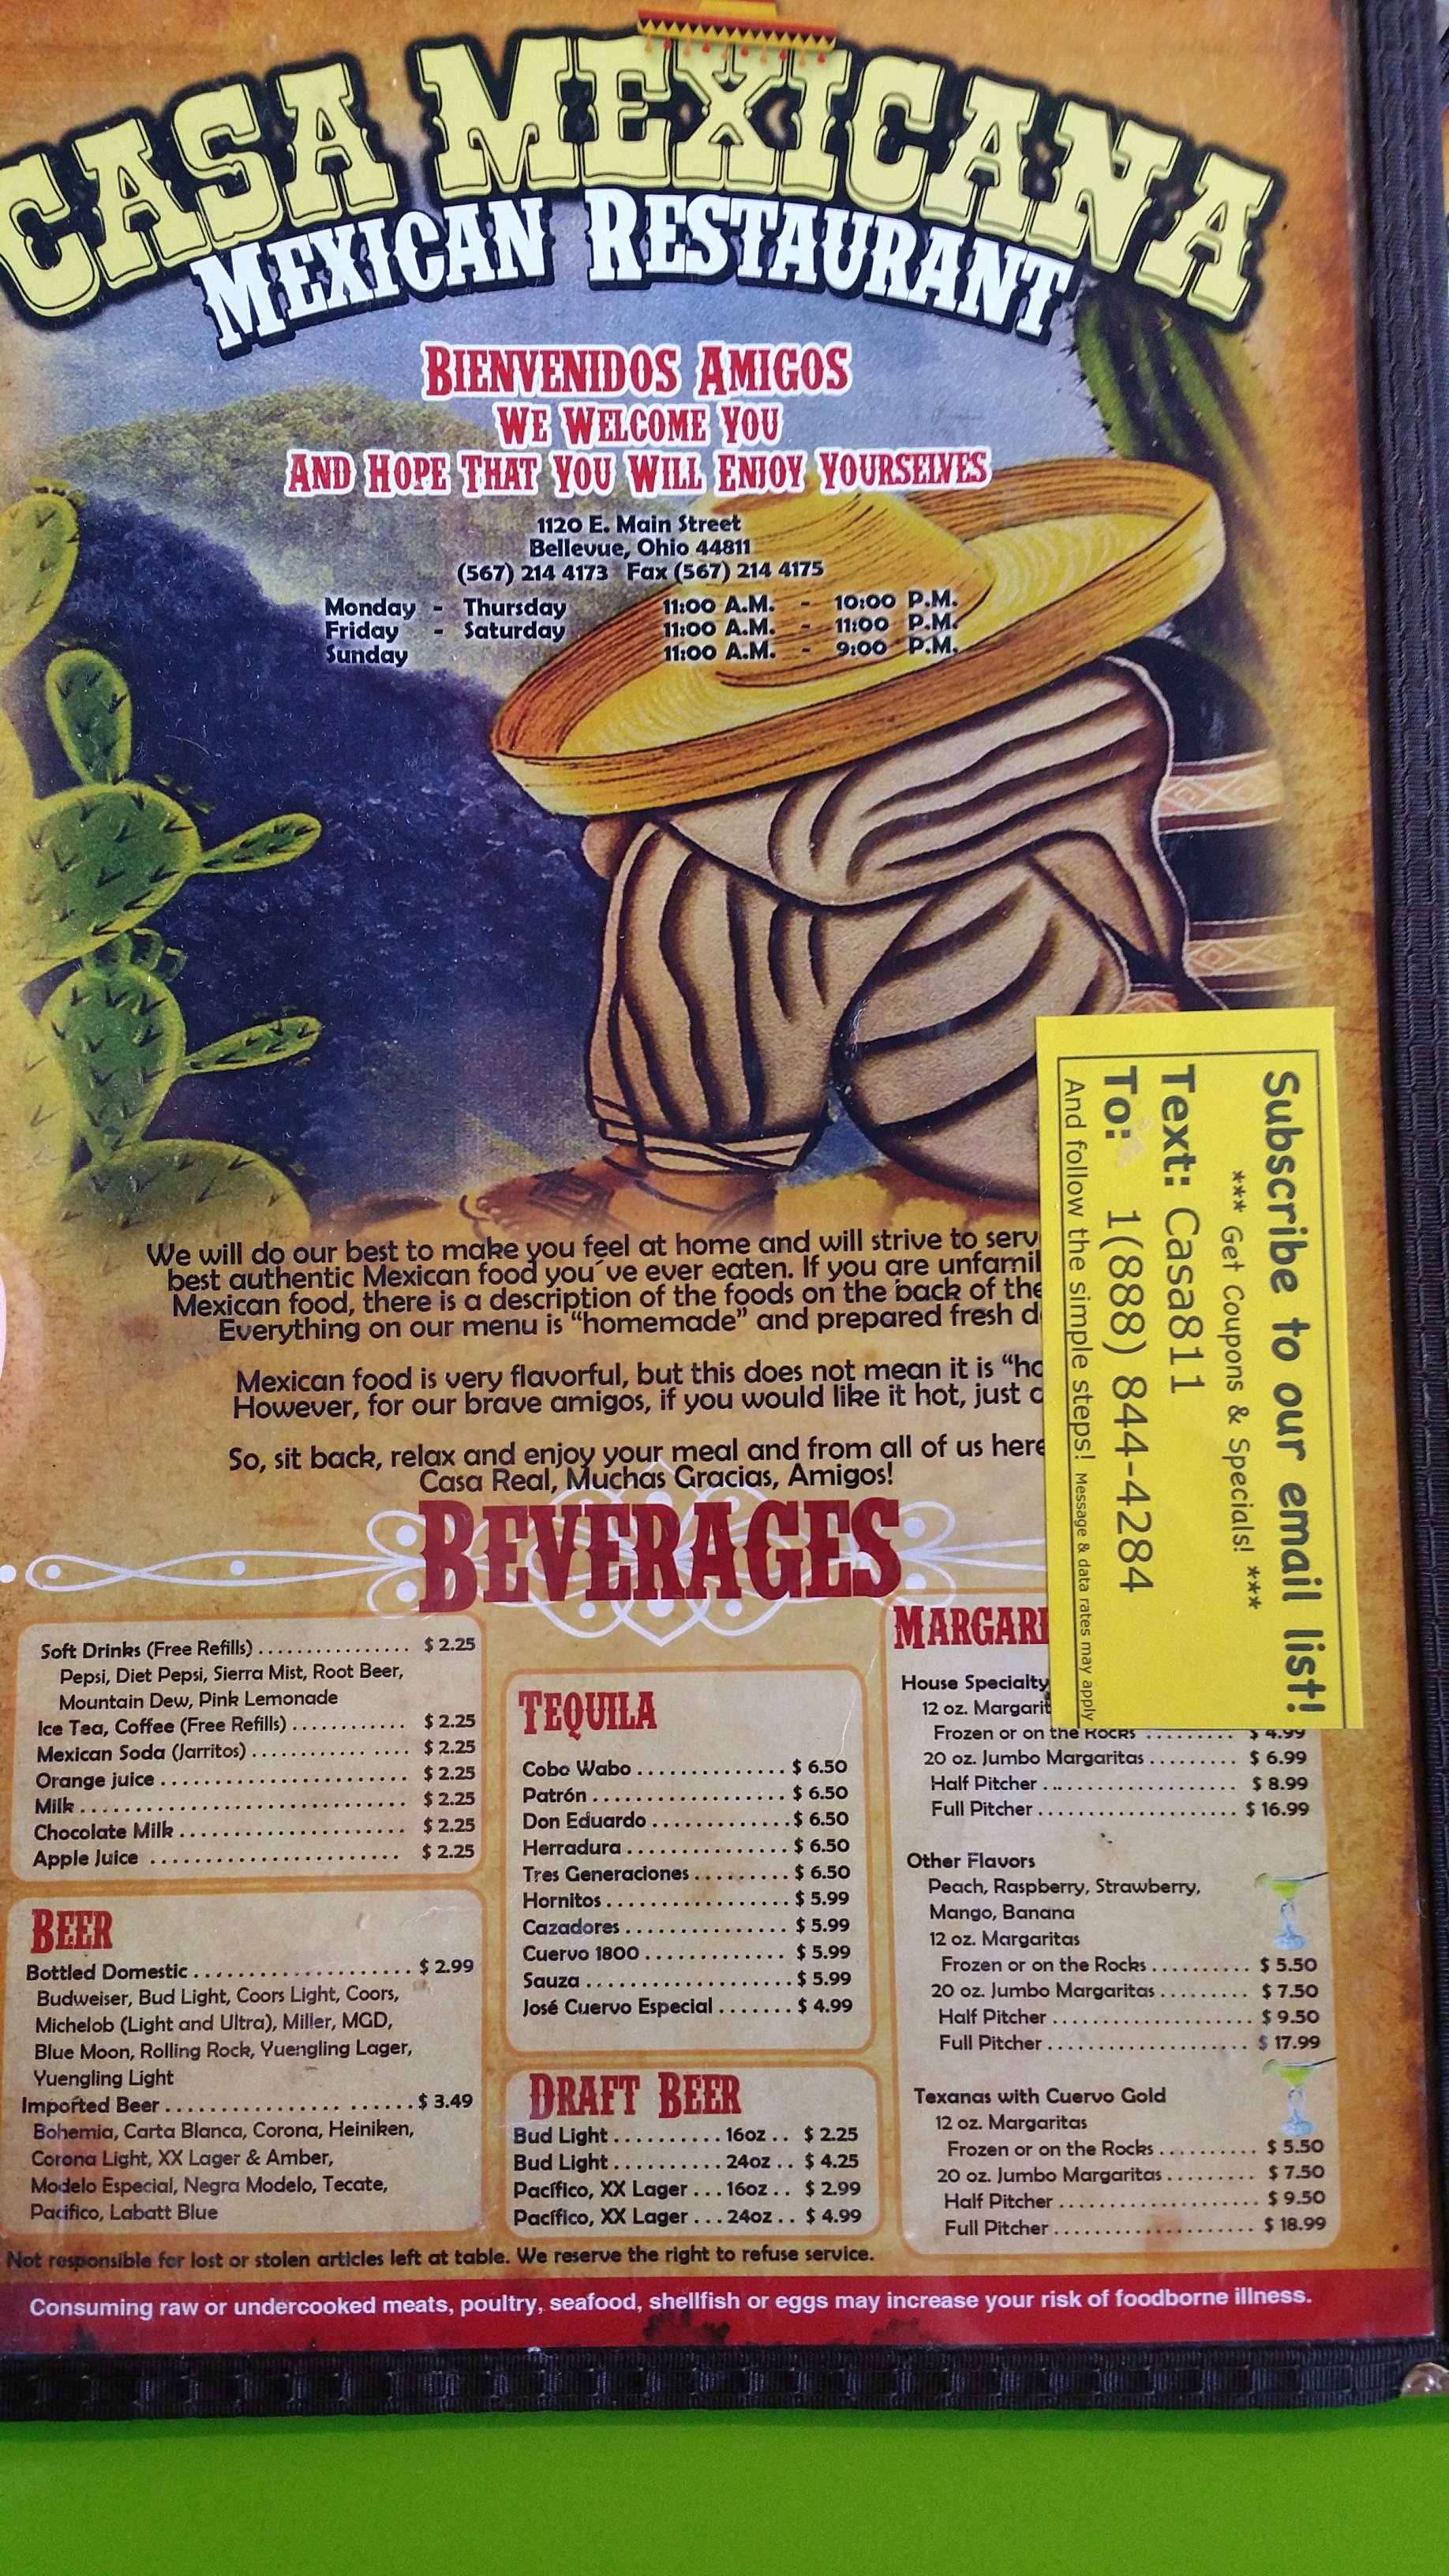 CASA MEXICANA
MEXICAN RESTAURANT
BIENVENIDOS AMIGOS
WE WELCOME YOU
AND HOPE THAT YOU WILL ENJOY YOURSELVES
1120 E. Main Street
Bellevue, Ohio 44811
(567) 214 4173 Fax (567) 214 4175
Monday - Thursday 11:00 A.M. - 10:00 P.M.
Friday - Saturday 11:00 A.M. - 11:00 P.M.
Sunday 11:00 A.M. - 9:00 P.M.
We will do our best to make you feel at home and will strive to serv
best authentic Mexican food you´ve ever eaten. If you are unfamil
Mexican food, there is a description of the foods on the back of the
Everything on our menu is “homemade” and prepared fresh d
Mexican food is very flavorful, but this does not mean it is “ho
However, for our brave amigos, if you would like it hot, just
So, sit back, relax and enjoy your meal and from all of us here
Casa Real, Muchas Gracias, Amigos!
Subscribe to our email list!
*** Get Coupons & Specials! ***
Text: Casa811
To: 1(888) 844-4284
And follow the simple steps! Message & data rates may apply
BEVERAGES
Soft Drinks (Free Refills) ............... $ 2.25
Pepsi, Diet Pepsi, Sierra Mist, Root Beer,
Mountain Dew, Pink Lemonade
Ice Tea, Coffee (Free Refills) ........... $ 2.25
Mexican Soda (Jarritos) ................ $ 2.25
Orange juice ........................ $ 2.25
Milk ................................ $ 2.25
Chocolate Milk ...................... $ 2.25
Apple Juice ........................ $ 2.25
BEER
Bottled Domestic ..................... $ 2.99
Budweiser, Bud Light, Coors Light, Coors,
Michelob (Light and Ultra), Miller, MGD,
Blue Moon, Rolling Rock, Yuengling Lager,
Yuengling Light
Imported Beer ................. ...... $ 3.49
Bohemia, Carta Blanca, Corona, Heiniken,
Corona Light, XX Lager & Amber,
Modelo Especial, Negra Modelo, Tecate,
Pacifico, Labatt Blue
TEQUILA
Cobo Wabo .............. $ 6.50
Patrón .................. $ 6.50
Don Eduardo ............. $ 6.50
Herradura ............... $ 6.50
Tres Generaciones ......... $ 6.50
Hornitos ................. $ 5.99
Cazadores ............... $ 5.99
Cuervo 1800 ............. $ 5.99
Sauza .................... $ 5.99
José Cuervo Especial ....... $ 4.99
DRAFT BEER
Bud Light .......... 16oz .. $ 2.25
Bud Light .......... 24oz .. $ 4.25
Pacífico, XX Lager ... 16oz .. $ 2.99
Pacífico, XX Lager ... 24oz .. $ 4.99
MARGARI
House Specialty
12 oz. Margarit
Frozen or on the Rocks ......... $ 4.99
20 oz. Jumbo Margaritas ......... $ 6.99
Half Pitcher .................... $ 8.99
Full Pitcher .................... $ 16.99
Other Flavors
Peach, Raspberry, Strawberry,
Mango, Banana
12 oz. Margaritas
Frozen or on the Rocks .......... $ 5.50
20 oz. Jumbo Margaritas ......... $ 7.50
Half Pitcher .................... $ 9.50
Full Pitcher .................... $ 17.99
Texanas with Cuervo Gold
12 oz. Margaritas
Frozen or on the Rocks .......... $ 5.50
20 oz. Jumbo Margaritas ......... $ 7.50
Half Pitcher .................... $ 9.50
Full Pitcher .................... $ 18.99
Not responsible for lost or stolen articles left at table. We reserve the right to refuse service.
Consuming raw or undercooked meats, poultry, seafood, shellfish or eggs may increase your risk of foodborne illness.